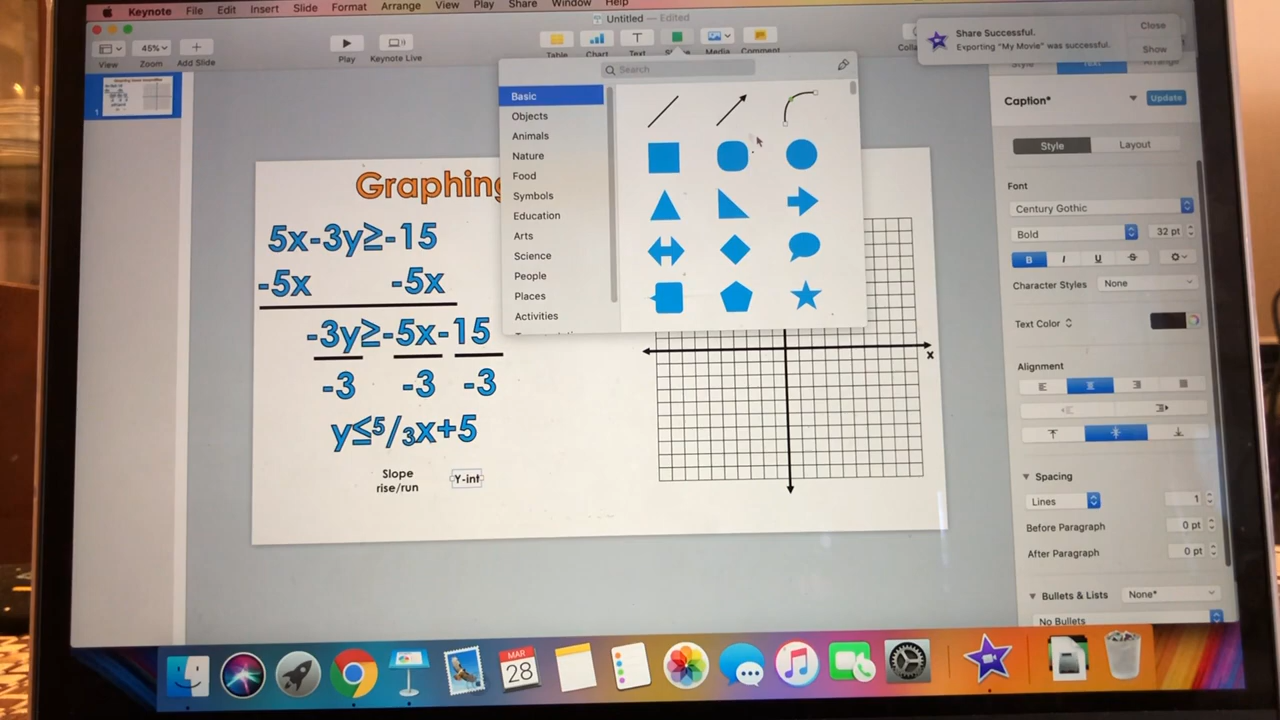 Keynote File Edit Insert Slide Format Arrange View Play Share Window Help
Untitled — Edited
Share Successful.
Exporting "My Movie" was successful.
Close
Show
45%
View Zoom Add Slide
Play Keynote Live
Table Chart Text Media Comment
Search
Basic
Objects
Animals
Nature
Food
Symbols
Education
Arts
Science
People
Places
Activities
1
Graphing
5x-3y≥-15
-5x -5x
-3y≥-5x-15
-3 -3 -3
y≤5/3x+5
Slope
rise/run
Y-int
x
Style Text Arrange
Caption*
Update
Style Layout
Font
Century Gothic
Bold 32 pt
B I U S
Character Styles None
Text Color
Alignment
Spacing
Lines 1
Before Paragraph 0 pt
After Paragraph 0 pt
Bullets & Lists None*
No Bullets
MAR
28